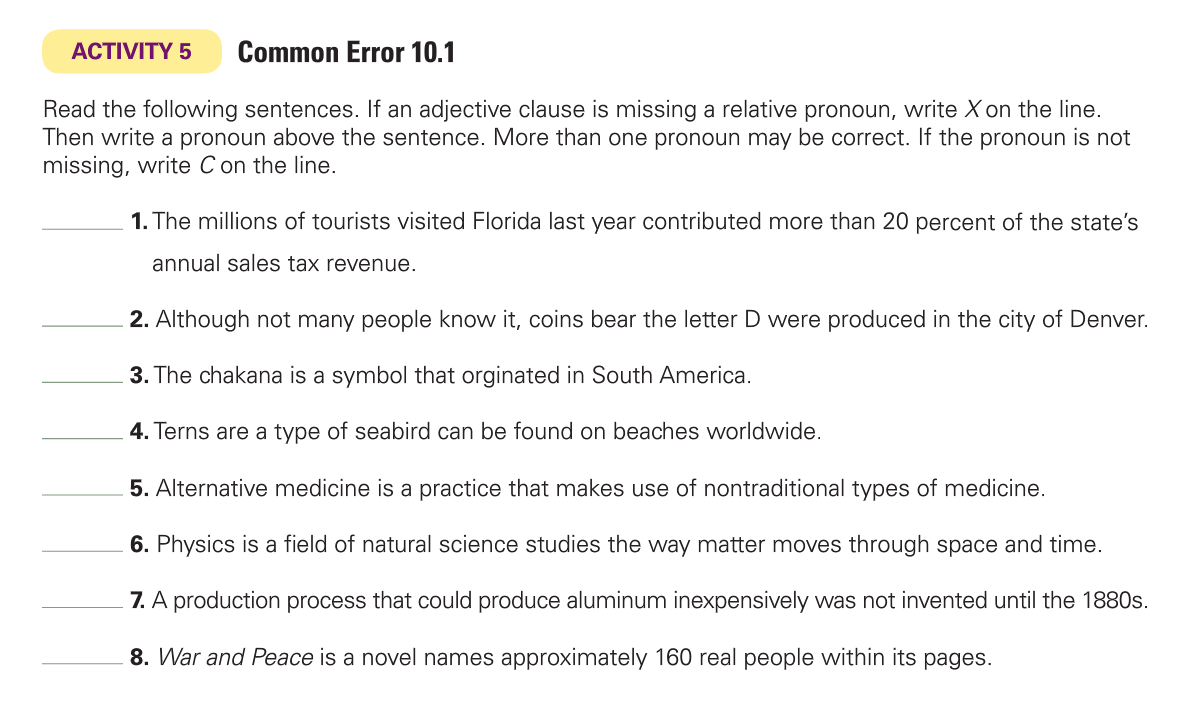 ACTIVITY 5 Common Error 10.1
Read the following sentences. If an adjective clause is missing a relative pronoun, write X on the line.
Then write a pronoun above the sentence. More than one pronoun may be correct. If the pronoun is not
missing, write C on the line.
1. The millions of tourists visited Florida last year contributed more than 20 percent of the state’s
annual sales tax revenue.
2. Although not many people know it, coins bear the letter D were produced in the city of Denver.
3. The chakana is a symbol that orginated in South America.
4. Terns are a type of seabird can be found on beaches worldwide.
5. Alternative medicine is a practice that makes use of nontraditional types of medicine.
6. Physics is a field of natural science studies the way matter moves through space and time.
7. A production process that could produce aluminum inexpensively was not invented until the 1880s.
8. War and Peace is a novel names approximately 160 real people within its pages.